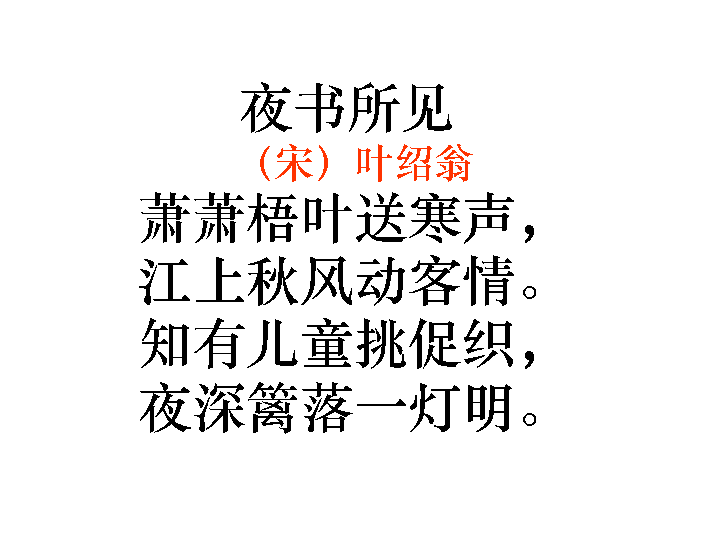 夜书所见
（宋）叶绍翁
萧萧梧叶送寒声，
江上秋风动客情。
知有儿童挑促织，
夜深篱落一灯明。